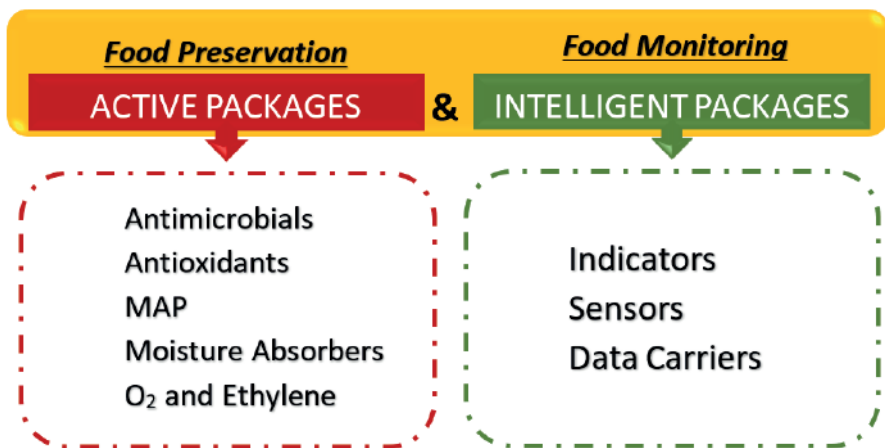 Food Preservation
ACTIVE PACKAGES
&
Food Monitoring
INTELLIGENT PACKAGES
Antimicrobials
Antioxidants
MAP
Moisture Absorbers
O₂ and Ethylene
Indicators
Sensors
Data Carriers